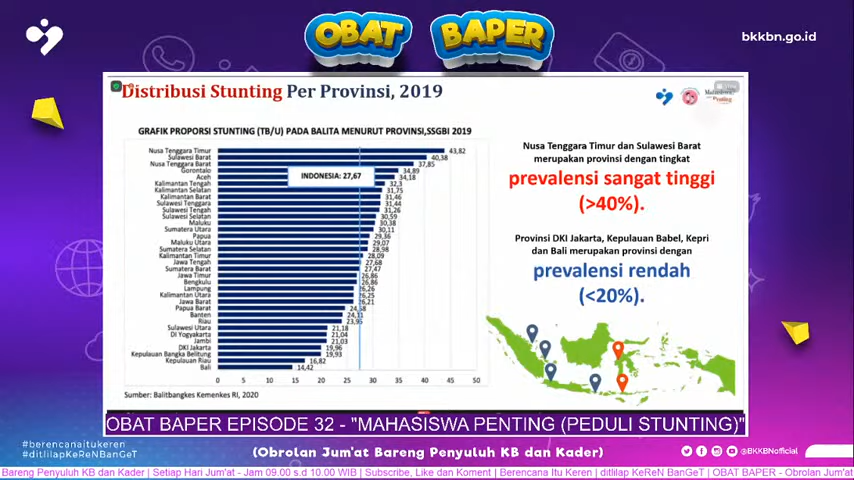 OBAT BAPER
bkkbn.go.id
Distribusi Stunting Per Provinsi, 2019
GRAFIK PROPORSI STUNTING (TB/U) PADA BALITA MENURUT PROVINSI,SSGBI 2019
Nusa Tenggara Timur 43,82
Sulawesi Barat 40,38
Nusa Tenggara Barat 37,85
Gorontalo 34,89
Aceh 34,18
INDONESIA: 27,67
Kalimantan Tengah 32,3
Kalimantan Selatan 31,75
Kalimantan Barat 31,46
Sulawesi Tenggara 31,44
Sulawesi Tengah 31,26
Sulawesi Selatan 30,59
Maluku 30,38
Sumatera Utara 30,11
Papua 29,36
Maluku Utara 29,07
Sumatera Selatan 28,98
Kalimantan Timur 28,09
Jawa Tengah 27,68
Sumatera Barat 27,47
Jawa Timur 26,86
Bengkulu 26,86
Lampung 26,26
Kalimantan Utara 26,25
Jawa Barat 26,21
Papua Barat 24,58
Banten 24,11
Riau 23,95
Sulawesi Utara 21,18
DI Yogyakarta 21,04
Jambi 21,03
DKI Jakarta 19,96
Kepulauan Bangka Belitung 19,93
Kepulauan Riau 16,82
Bali 14,42
0 5 10 15 20 25 30 35 40 45 50
Sumber: Balitbangkes Kemenkes RI, 2020
Nusa Tenggara Timur dan Sulawesi Barat
merupakan provinsi dengan tingkat
prevalensi sangat tinggi
(>40%).
Provinsi DKI Jakarta, Kepulauan Babel, Kepri
dan Bali merupakan provinsi dengan
prevalensi rendah
(<20%).
OBAT BAPER EPISODE 32 - "MAHASISWA PENTING (PEDULI STUNTING)"
#berencanaitukeren
#ditlilapKeReNBanGeT
(Obrolan Jum'at Bareng Penyuluh KB dan Kader)
@BKKBNofficial
Bareng Penyuluh KB dan Kader | Setiap Hari Jum'at - Jam 09.00 s.d 10.00 WIB | Subscribe, Like dan Koment | Berencana Itu Keren | ditlilap KeReN BanGeT | OBAT BAPER - Obrolan Jum'at